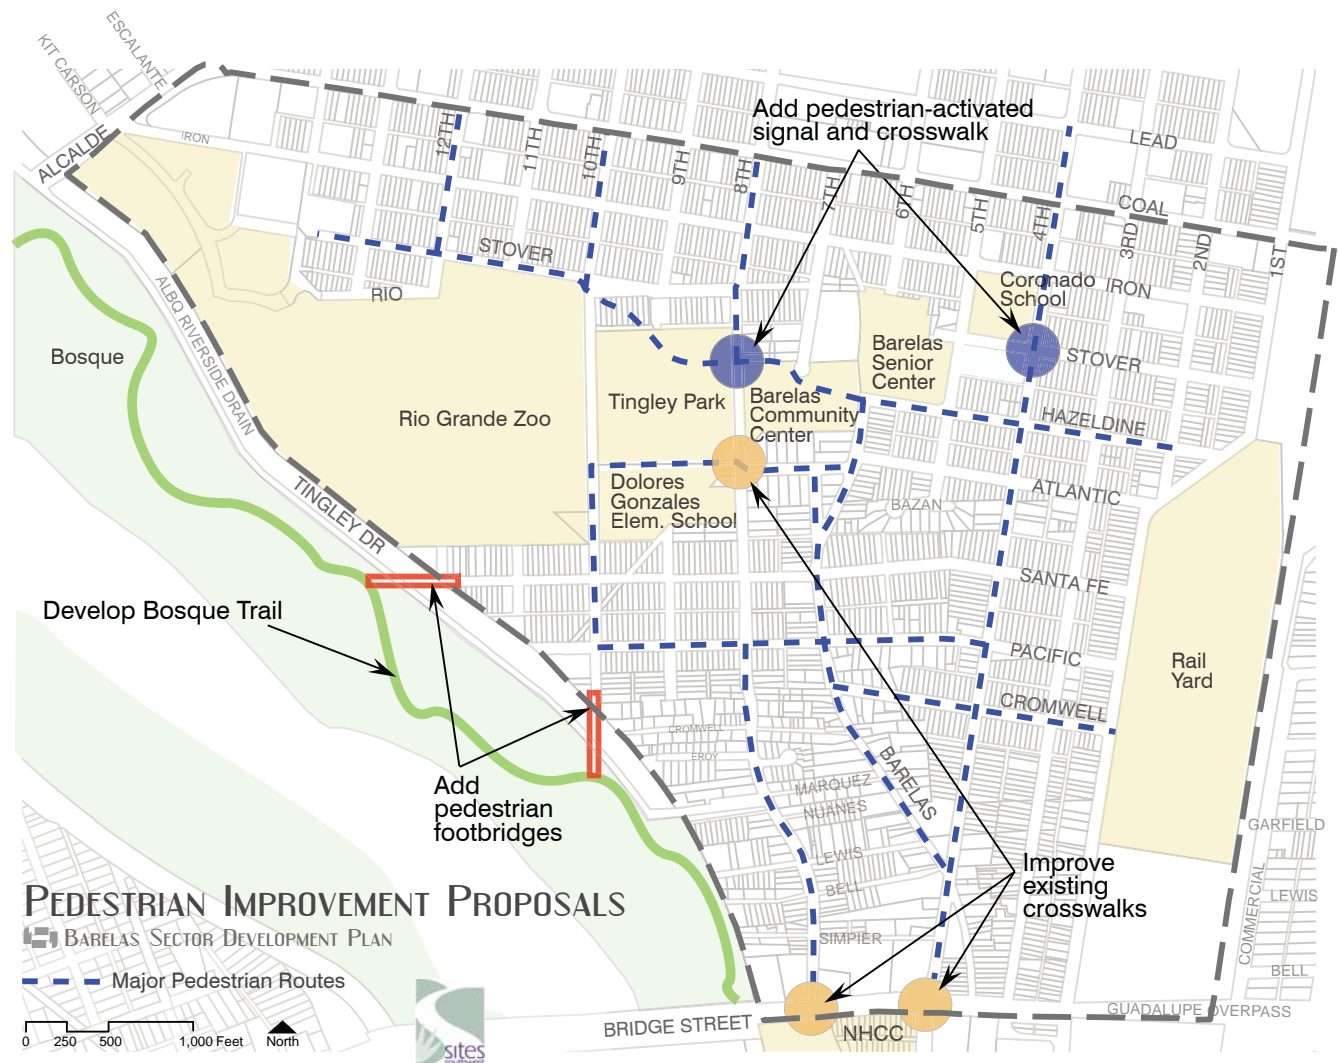 ESCALANTE
KIT CARSON
ALCALDE
IRON
12TH
11TH
10TH
9TH
8TH
7TH
6TH
5TH
4TH
3RD
2ND
1ST
Add pedestrian-activated
signal and crosswalk
LEAD
COAL
STOVER
RIO
Coronado
School
IRON
STOVER
ALBQ RIVERSIDE DRAIN
Bosque
Rio Grande Zoo
Tingley Park
Barelas
Senior
Center
Barelas
Community
Center
HAZELDINE
Dolores
Gonzales
Elem. School
ATLANTIC
BAZAN
TINGLEY DR
SANTA FE
Develop Bosque Trail
PACIFIC
Rail
Yard
CROMWELL
CROMWELL
EROY
BARELAS
MARQUEZ
NUANES
Add
pedestrian
footbridges
LEWIS
BELL
GARFIELD
Improve
existing
crosswalks
LEWIS
COMMERCIAL
SIMPIER
BELL
PEDESTRIAN IMPROVEMENT PROPOSALS
BARELAS SECTOR DEVELOPMENT PLAN
Major Pedestrian Routes
0 250 500 1,000 Feet North
sites
southwest
BRIDGE STREET
NHCC
GUADALUPE OVERPASS